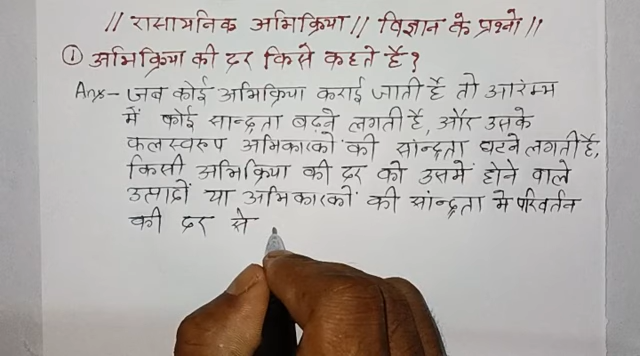 // रासायनिक अभिक्रिया // विज्ञान के प्रश्नो //
① अभिक्रिया की दर किसे कहते है?
Ans- जब कोई अभिक्रिया कराई जाती है तो आरंम्भ
में कोई सान्द्रता बढ़ने लगती है, और उसके
फलस्वरुप अभिकारकों की सांन्द्रता घटने लगती है,
किसी अभिक्रिया की दर को उसमें होने वाले
उत्पादों या अभिकारकों की सांन्द्रता मे परिवर्तन
की दर से